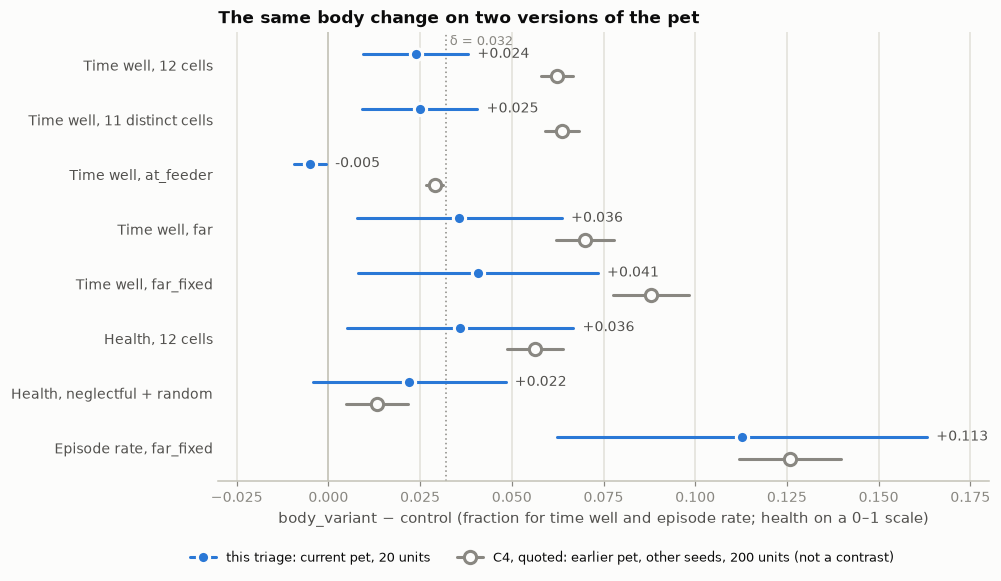 The same body change on two versions of the pet
δ = 0.032
Time well, 12 cells
+0.024
Time well, 11 distinct cells
+0.025
Time well, at_feeder
-0.005
Time well, far
+0.036
Time well, far_fixed
+0.041
Health, 12 cells
+0.036
Health, neglectful + random
+0.022
Episode rate, far_fixed
+0.113
−0.025 0.000 0.025 0.050 0.075 0.100 0.125 0.150 0.175
body_variant − control (fraction for time well and episode rate; health on a 0–1 scale)
this triage: current pet, 20 units
C4, quoted: earlier pet, other seeds, 200 units (not a contrast)